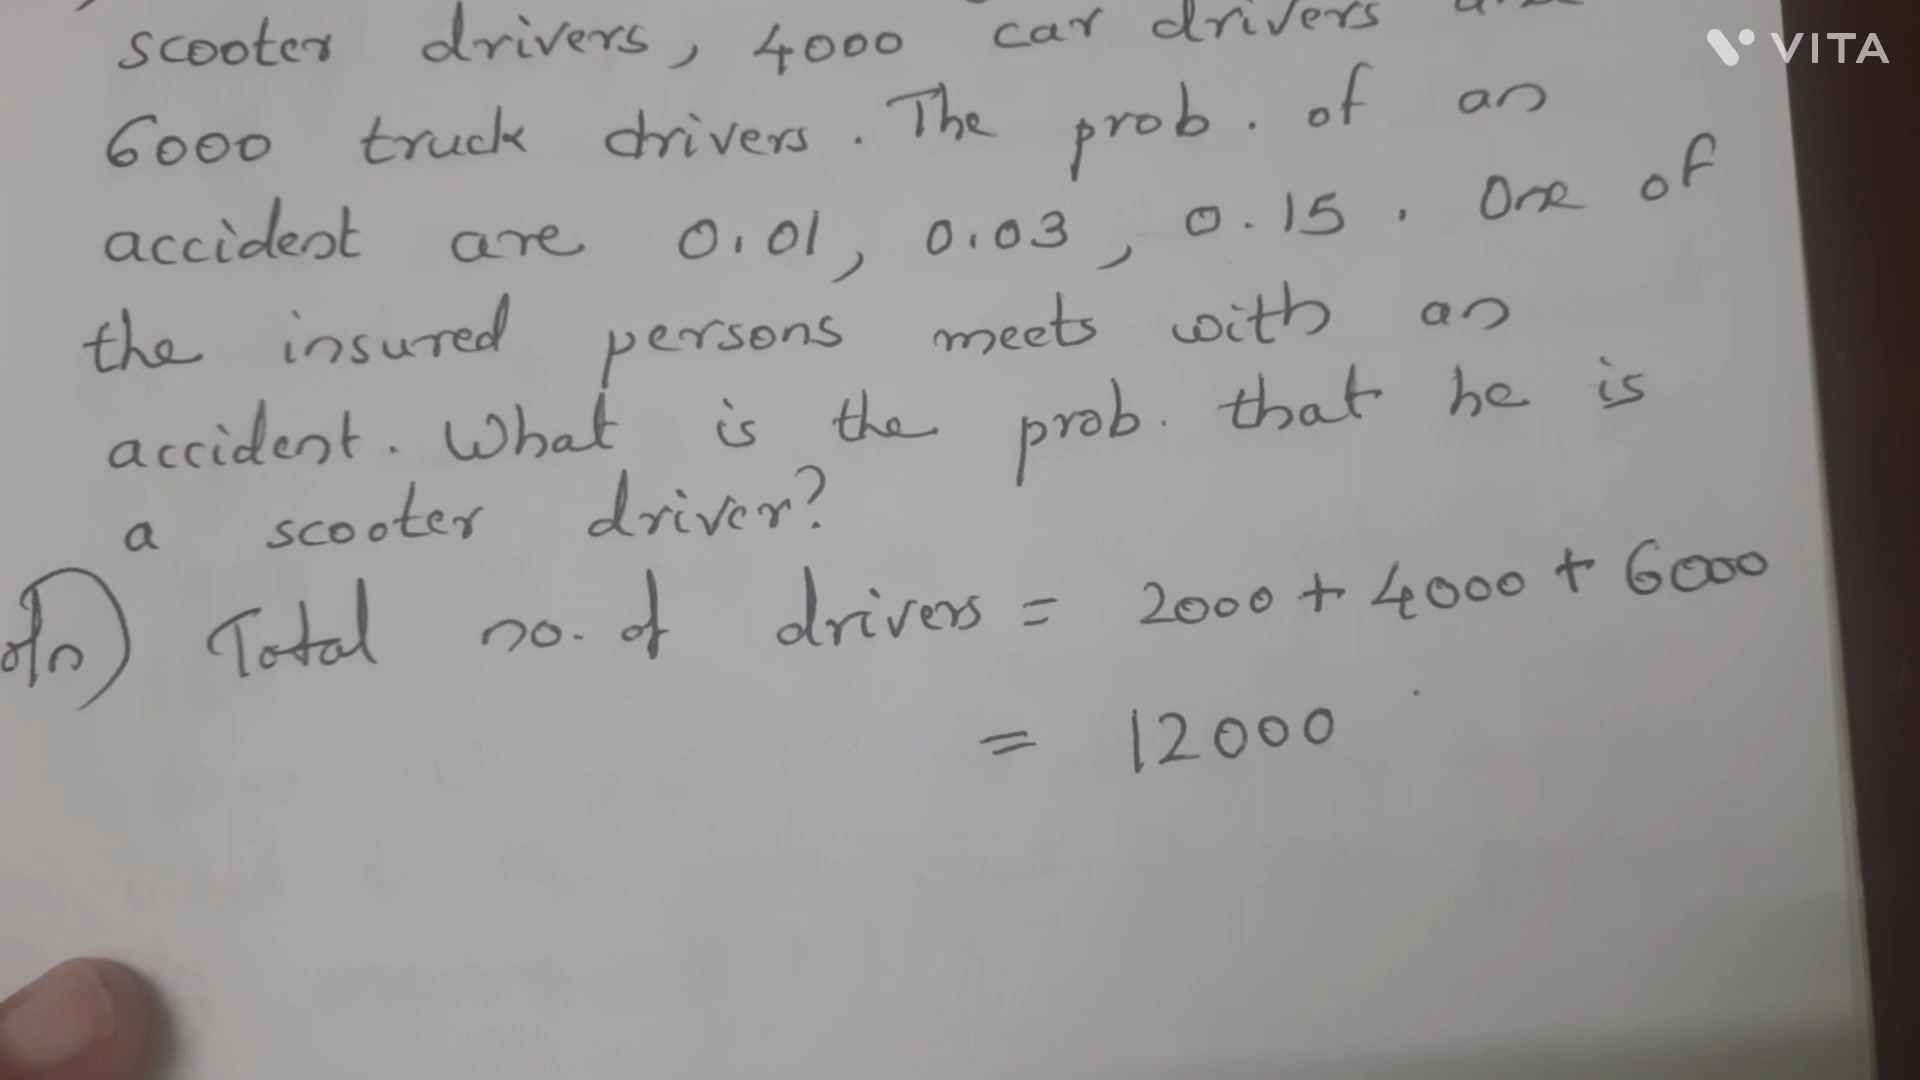 scooter drivers, 4000 car drivers
6000 truck drivers. The prob. of an
accident are 0.01, 0.03, 0.15. One of
the insured persons meets with an
accident. What is the prob. that he is
a scooter driver?
oln) Total no. of drivers = 2000 + 4000 + 6000
= 12000
VITA